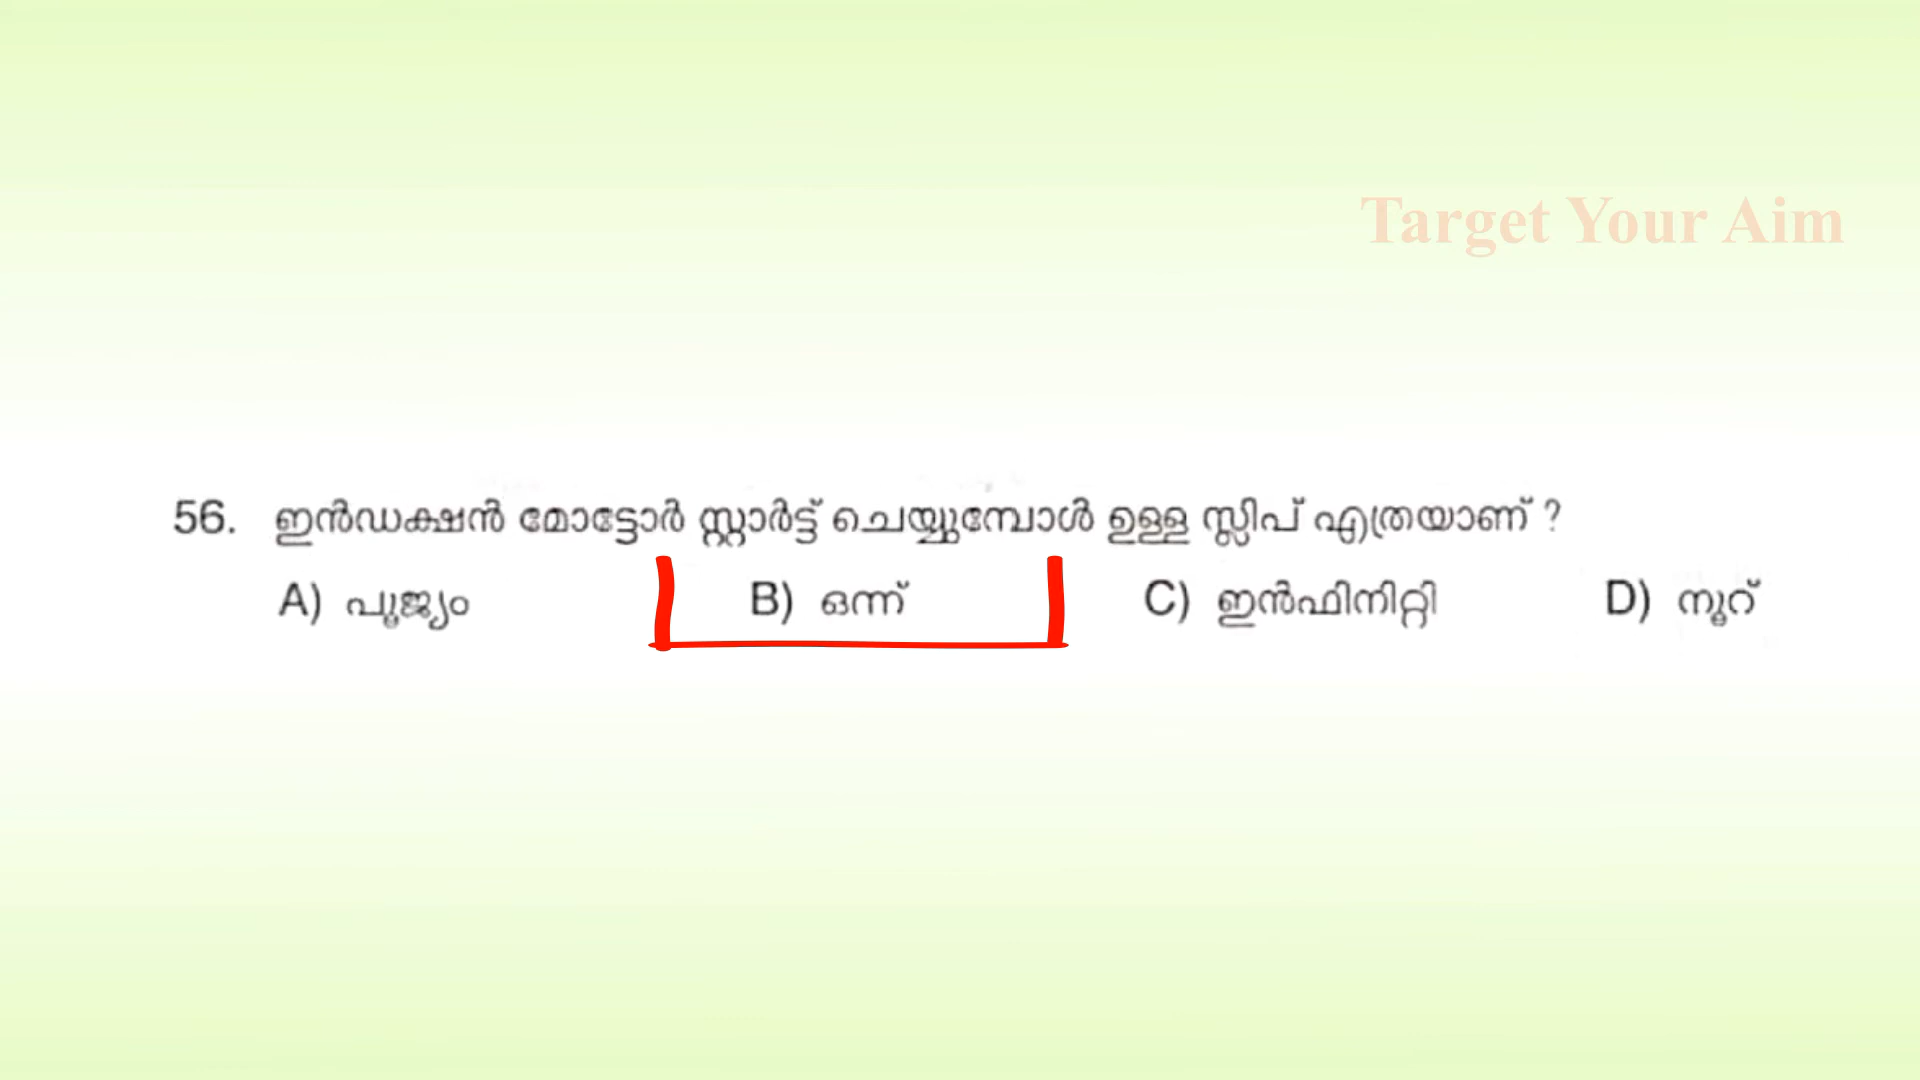 Target Your Aim
56. ഇൻഡക്ഷൻ മോട്ടോർ സ്റ്റാർട്ട് ചെയ്യുമ്പോൾ ഉള്ള സ്ലിപ് എത്രയാണ് ?
A) പൂജ്യം B) ഒന്ന് C) ഇൻഫിനിറ്റി D) നൂറ്